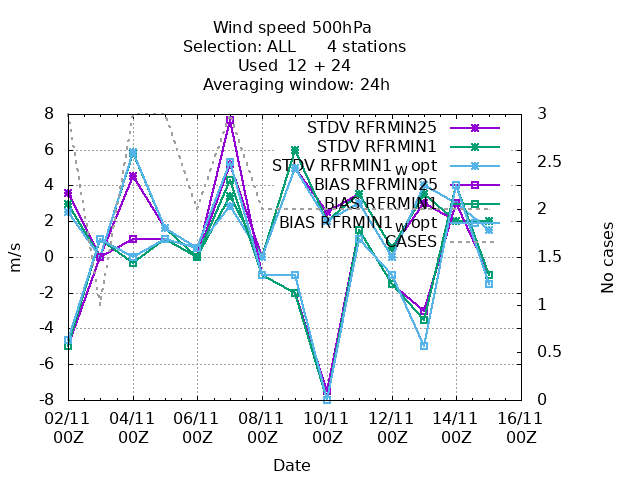 Wind speed 500hPa
Selection: ALL 4 stations
Used 12 + 24
Averaging window: 24h
8 3
STDV RFRMIN25
6 STDV RFRMIN1
2.5
STDV RFRMIN1_w opt
4 BIAS RFRMIN25
BIAS RFRMIN1
2
2 BIAS RFRMIN1_w opt
CASES
0 1.5
m/s
No cases
-2
1
-4
0.5
-6
-8 0
02/11 04/11 06/11 08/11 10/11 12/11 14/11 16/11
00Z 00Z 00Z 00Z 00Z 00Z 00Z 00Z
Date